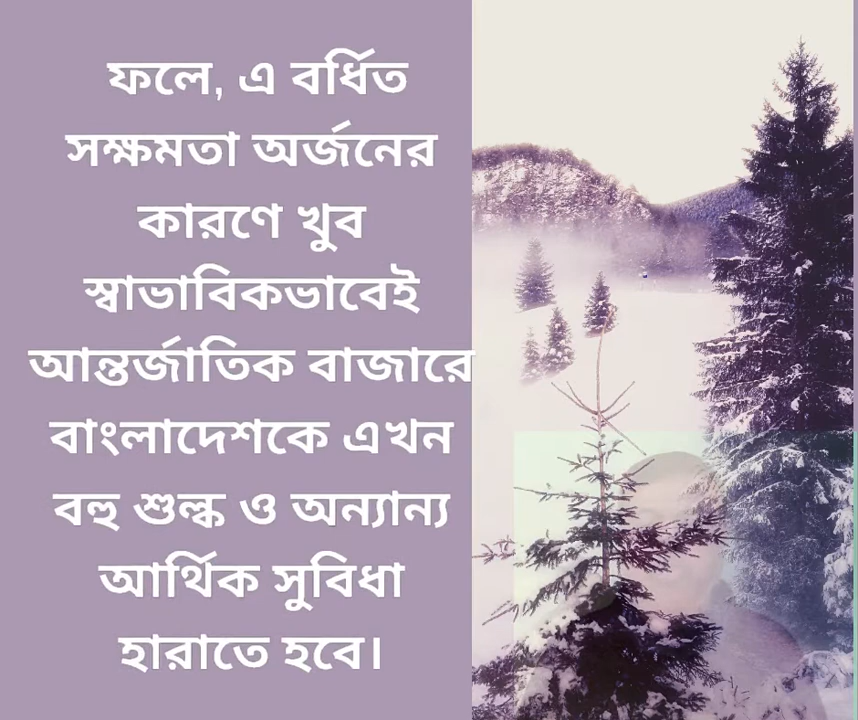 ফলে, এ বর্ধিত
সক্ষমতা অর্জনের
কারণে খুব
স্বাভাবিকভাবেই
আন্তর্জাতিক বাজারে
বাংলাদেশকে এখন
বহু শুল্ক ও অন্যান্য
আর্থিক সুবিধা
হারাতে হবে।